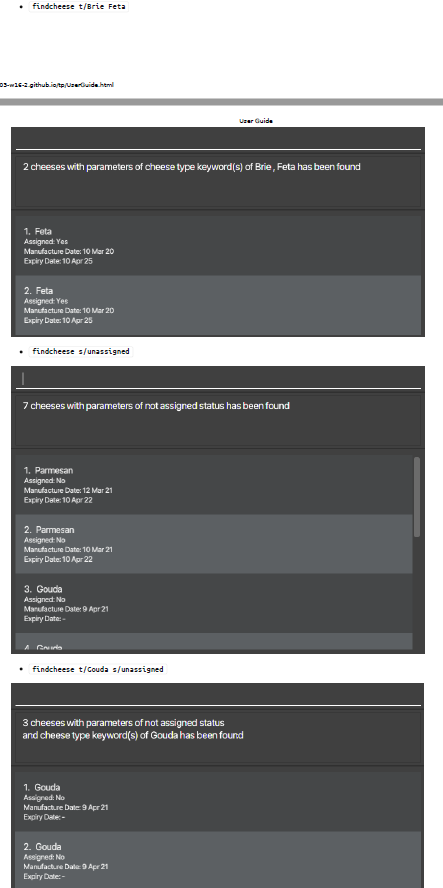 findcheese t/Brie Feta
03-w16-2.github.io/tp/UserGuide.html
User Guide
2 cheeses with parameters of cheese type keyword(s) of Brie , Feta has been found
1. Feta
Assigned: Yes
Manufacture Date: 10 Mar 20
Expiry Date: 10 Apr 25
2. Feta
Assigned: Yes
Manufacture Date: 10 Mar 20
Expiry Date: 10 Apr 25
findcheese s/unassigned
7 cheeses with parameters of not assigned status has been found
1. Parmesan
Assigned: No
Manufacture Date: 12 Mar 21
Expiry Date: 10 Apr 22
2. Parmesan
Assigned: No
Manufacture Date: 10 Mar 21
Expiry Date: 10 Apr 22
3. Gouda
Assigned: No
Manufacture Date: 9 Apr 21
Expiry Date: -
4. Gouda
findcheese t/Gouda s/unassigned
3 cheeses with parameters of not assigned status
and cheese type keyword(s) of Gouda has been found
1. Gouda
Assigned: No
Manufacture Date: 9 Apr 21
Expiry Date: -
2. Gouda
Assigned: No
Manufacture Date: 9 Apr 21
Expiry Date: -